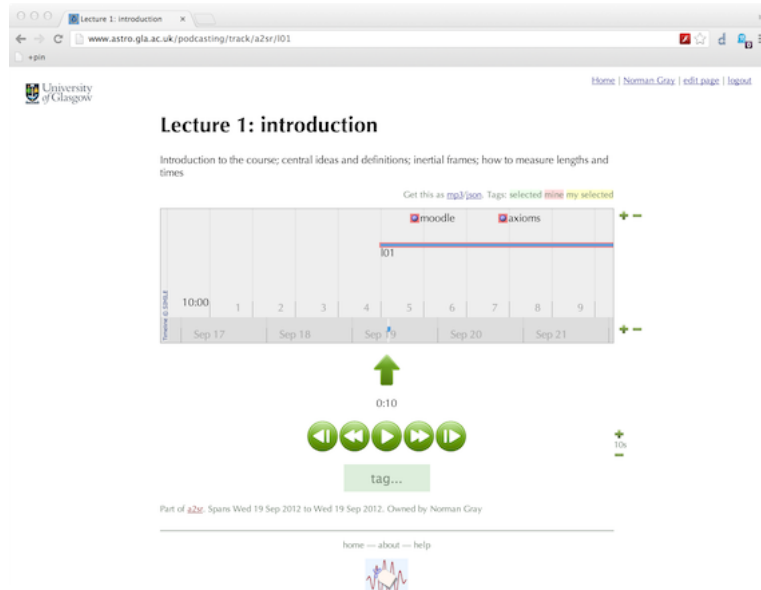 Lecture 1: introduction
www.astro.gla.ac.uk/podcasting/track/a2sr/l01
+pin
University
of Glasgow
Home | Norman Gray | edit page | logout
Lecture 1: introduction
Introduction to the course; central ideas and definitions; inertial frames; how to measure lengths and
times
Get this as mp3/json. Tags: selected mine my selected
moodle axioms
l01
10:00 1 2 3 4 5 6 7 8 9
Timeline © SIMILE
Sep 17 Sep 18 Sep 19 Sep 20 Sep 21
0:10
10s
tag...
Part of a2sr. Spans Wed 19 Sep 2012 to Wed 19 Sep 2012. Owned by Norman Gray
home — about — help